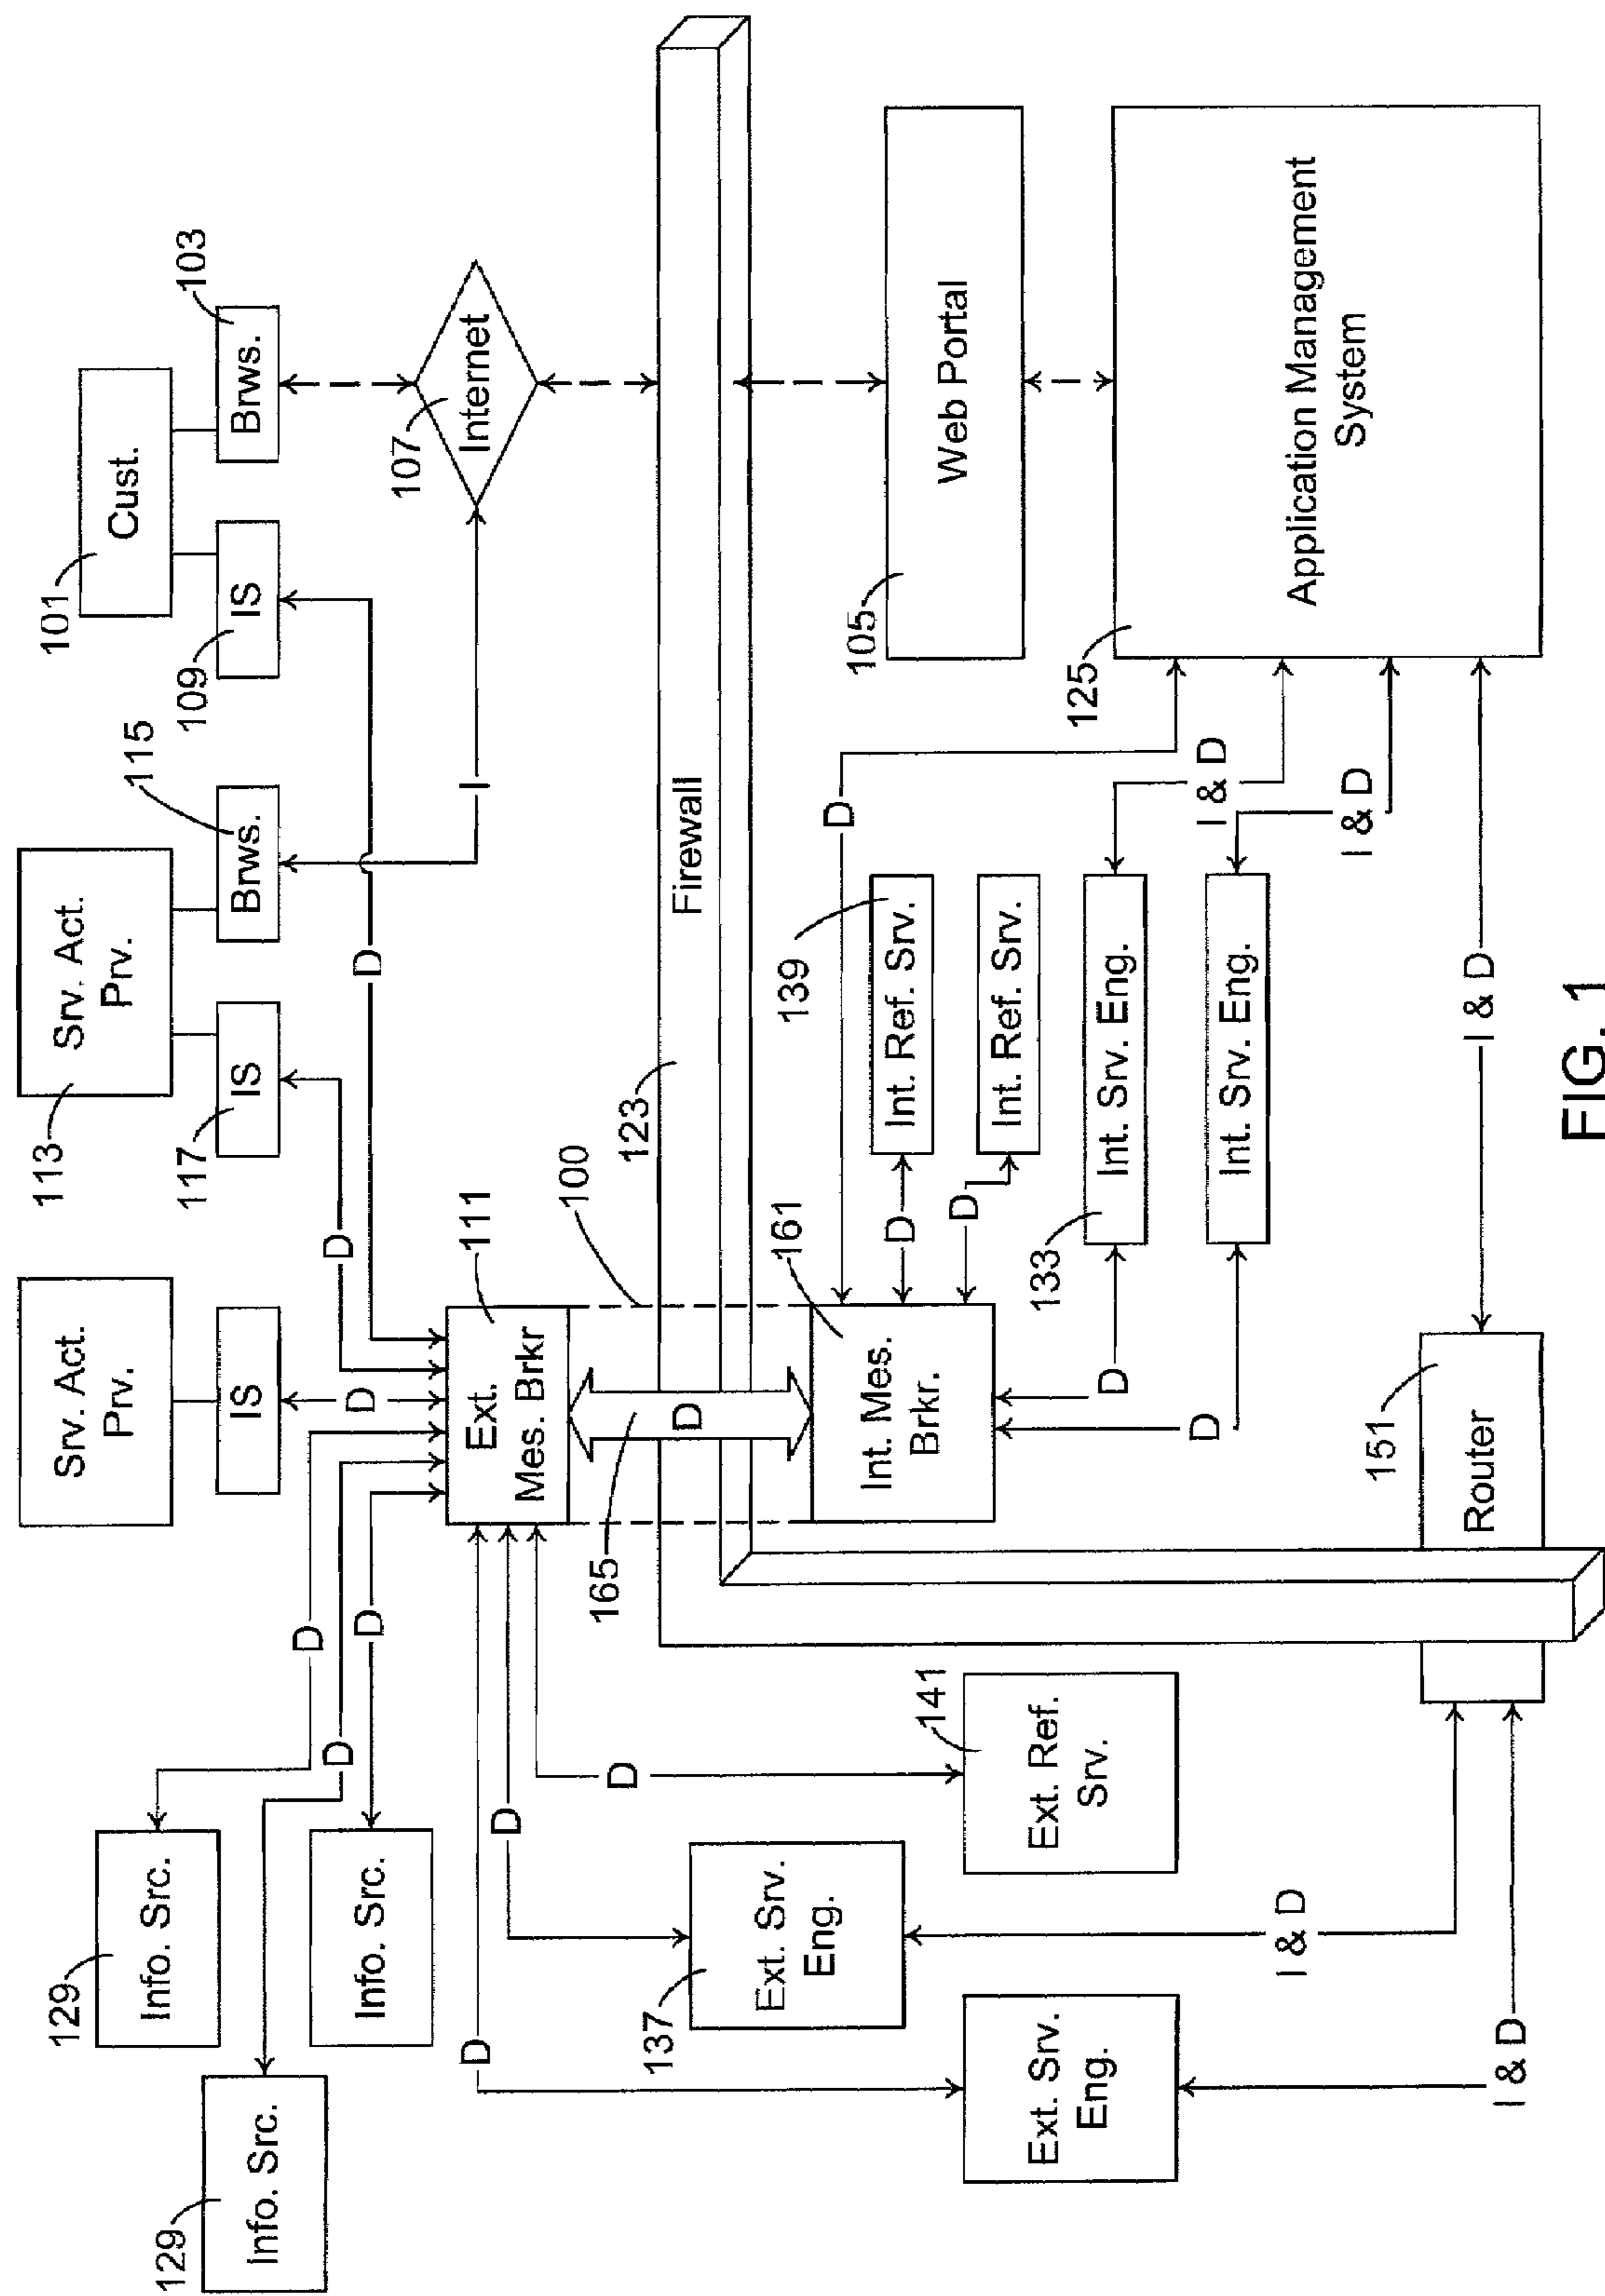 129
Info. Src.
129
Info. Src.
Info. Src.
Srv. Act.
Prv.
IS
113
Srv. Act.
Prv.
117
IS
115
Brws.
101
Cust.
109
IS
103
Brws.
D
D
D
D
D
D
I
107
Internet
111
Ext.
Mes. Brkr
100
D
D
D
165
D
123
Firewall
137
Ext. Srv.
Eng.
141
Ext. Ref.
Srv.
Ext. Srv.
Eng.
161
Int. Mes.
Brkr.
D
D
D
139
Int. Ref. Srv.
Int. Ref. Srv.
105
Web Portal
D
D
133
Int. Srv. Eng.
Int. Srv. Eng.
I & D
I & D
125
Application Management
System
I & D
I & D
151
Router
I & D
FIG. 1